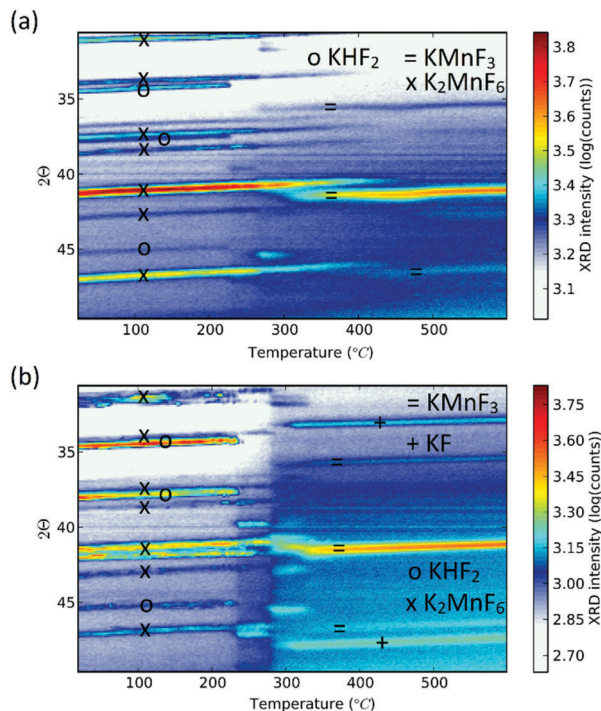 (a)
o KHF2 = KMnF3
x K2MnF6
35
40
45
2Θ
100 200 300 400 500
Temperature (°C)
3.8
3.7
3.6
3.5
3.4
3.3
3.2
3.1
XRD intensity (log(counts))
(b)
= KMnF3
+ KF
o KHF2
x K2MnF6
35
40
45
2Θ
100 200 300 400 500
Temperature (°C)
3.75
3.60
3.45
3.30
3.15
3.00
2.85
2.70
XRD intensity (log(counts))